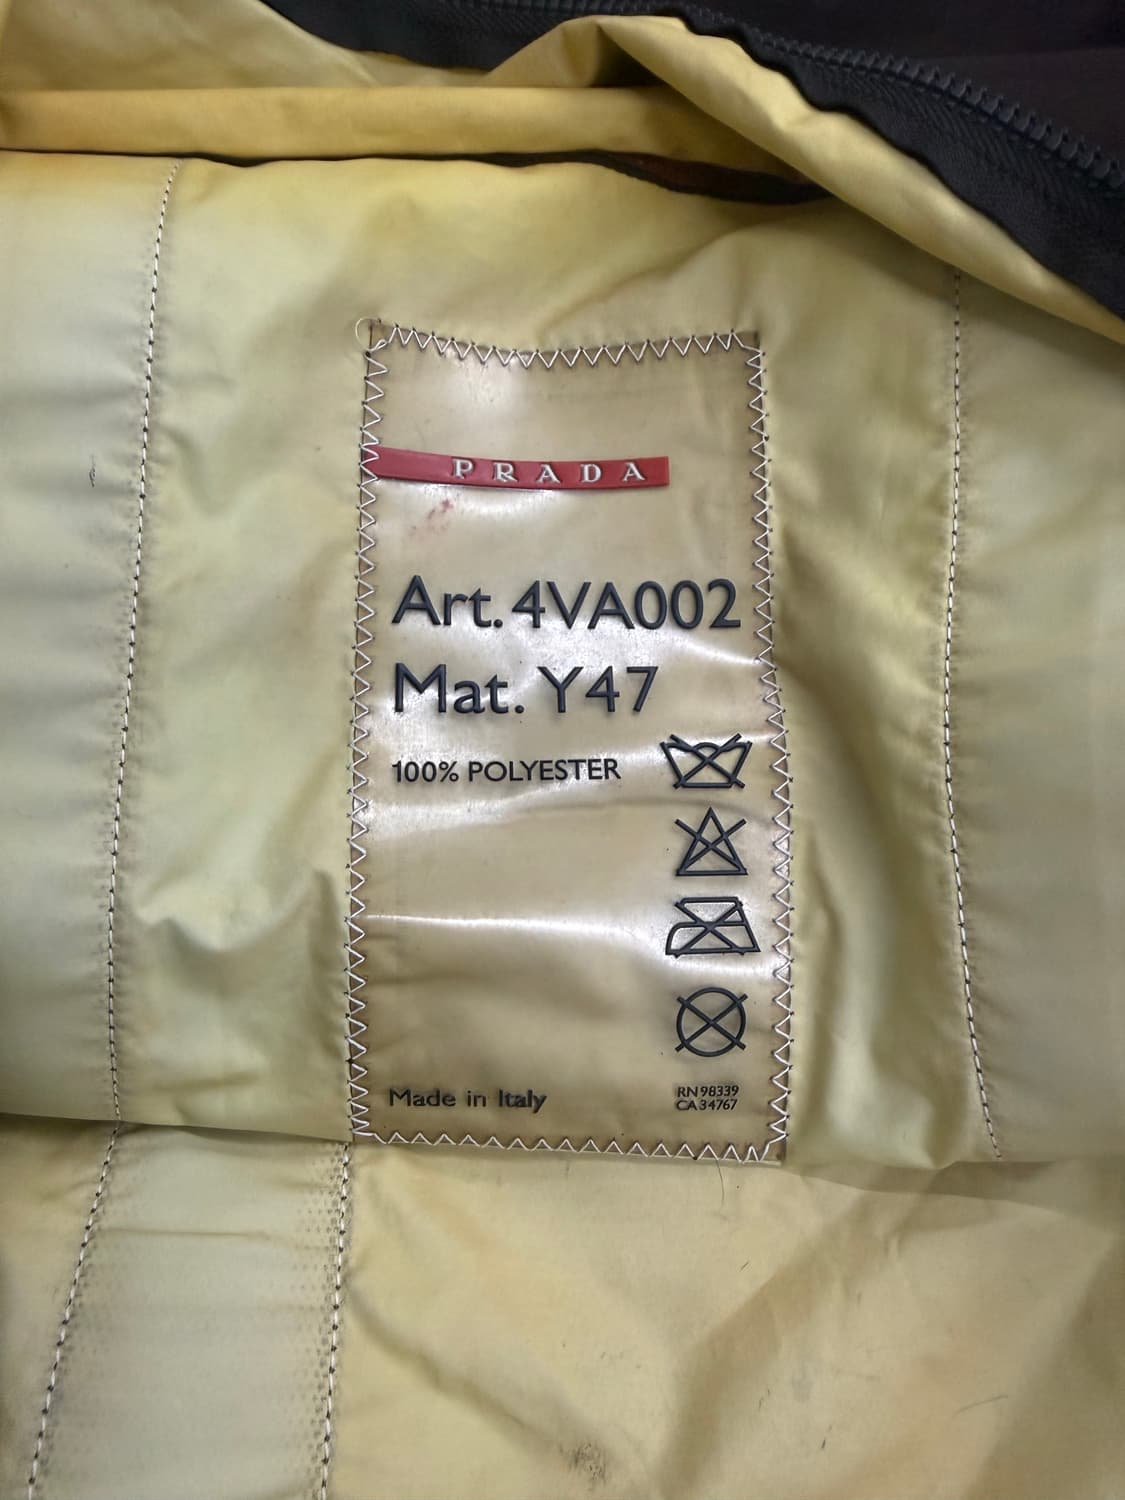 PRADA
Art. 4VA002
Mat. Y47
100% POLYESTER
Made in Italy
RN 98339
CA 34767